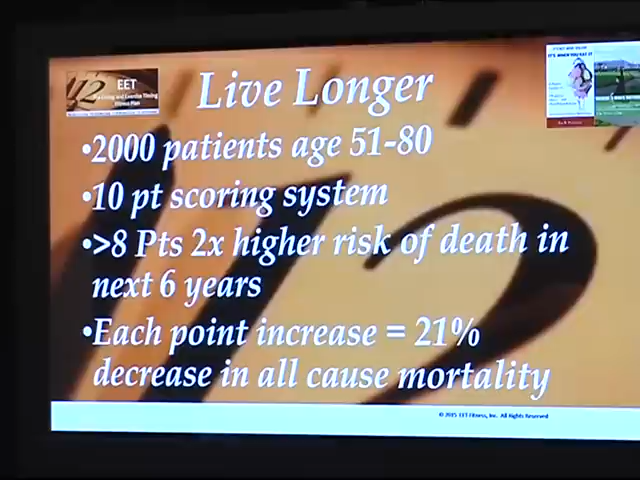 EET
Live Longer
•2000 patients age 51-80
•10 pt scoring system
•>8 Pts 2x higher risk of death in
next 6 years
•Each point increase = 21%
decrease in all cause mortality
© 2015 EET Fitness, Inc. All Rights Reserved